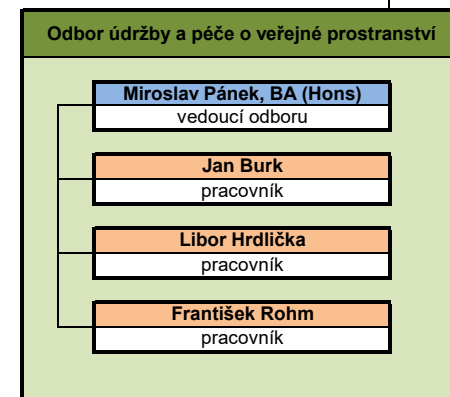 Odbor údržby a péče o veřejné prostranství
Miroslav Pánek, BA (Hons)
vedoucí odboru
Jan Burk
pracovník
Libor Hrdlička
pracovník
František Rohm
pracovník